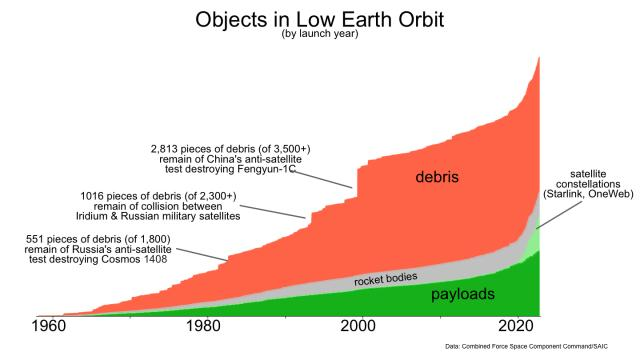 Objects in Low Earth Orbit
(by launch year)
2,813 pieces of debris (of 3,500+)
remain of China's anti-satellite
test destroying Fengyun-1C
1016 pieces of debris (of 2,300+)
remain of collision between
Iridium & Russian military satellites
551 pieces of debris (of 1,800)
remain of Russia's anti-satellite
test destroying Cosmos 1408
debris
satellite
constellations
(Starlink, OneWeb)
rocket bodies
payloads
1960
1980
2000
2020
Data: Combined Force Space Component Command/SAIC